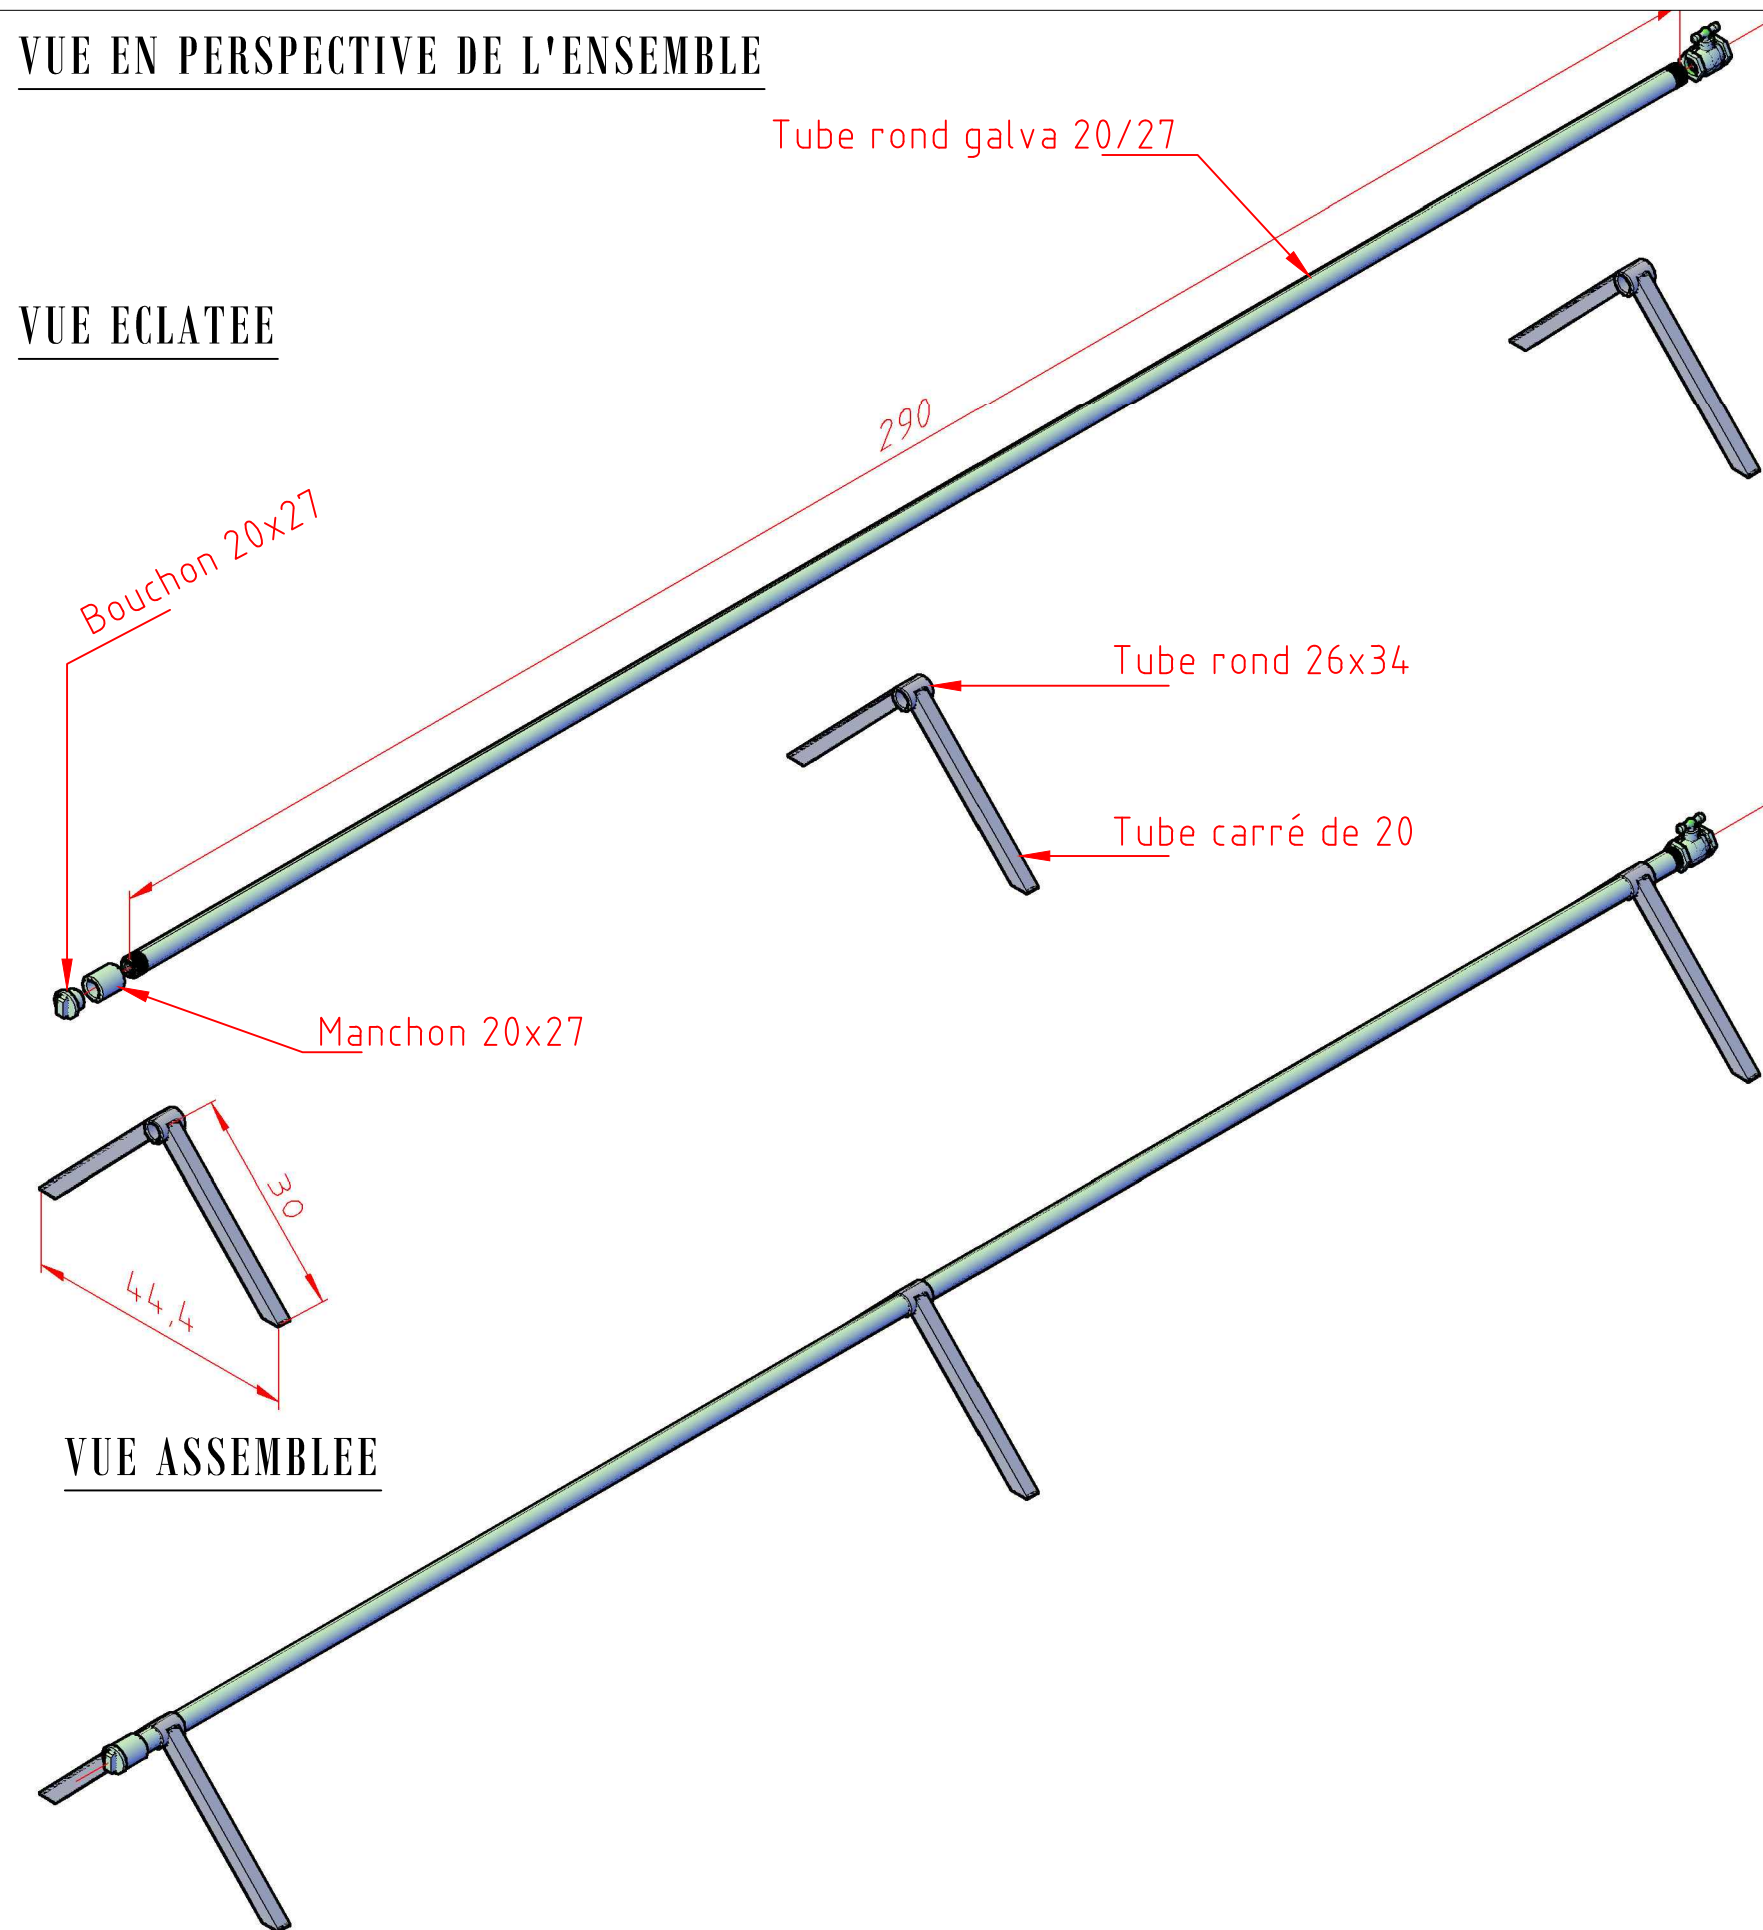 VUE EN PERSPECTIVE DE L'ENSEMBLE
Tube rond galva 20/27
VUE ECLATEE
290
Bouchon 20x27
Tube rond 26x34
Tube carré de 20
Manchon 20x27
30
44,4
VUE ASSEMBLEE